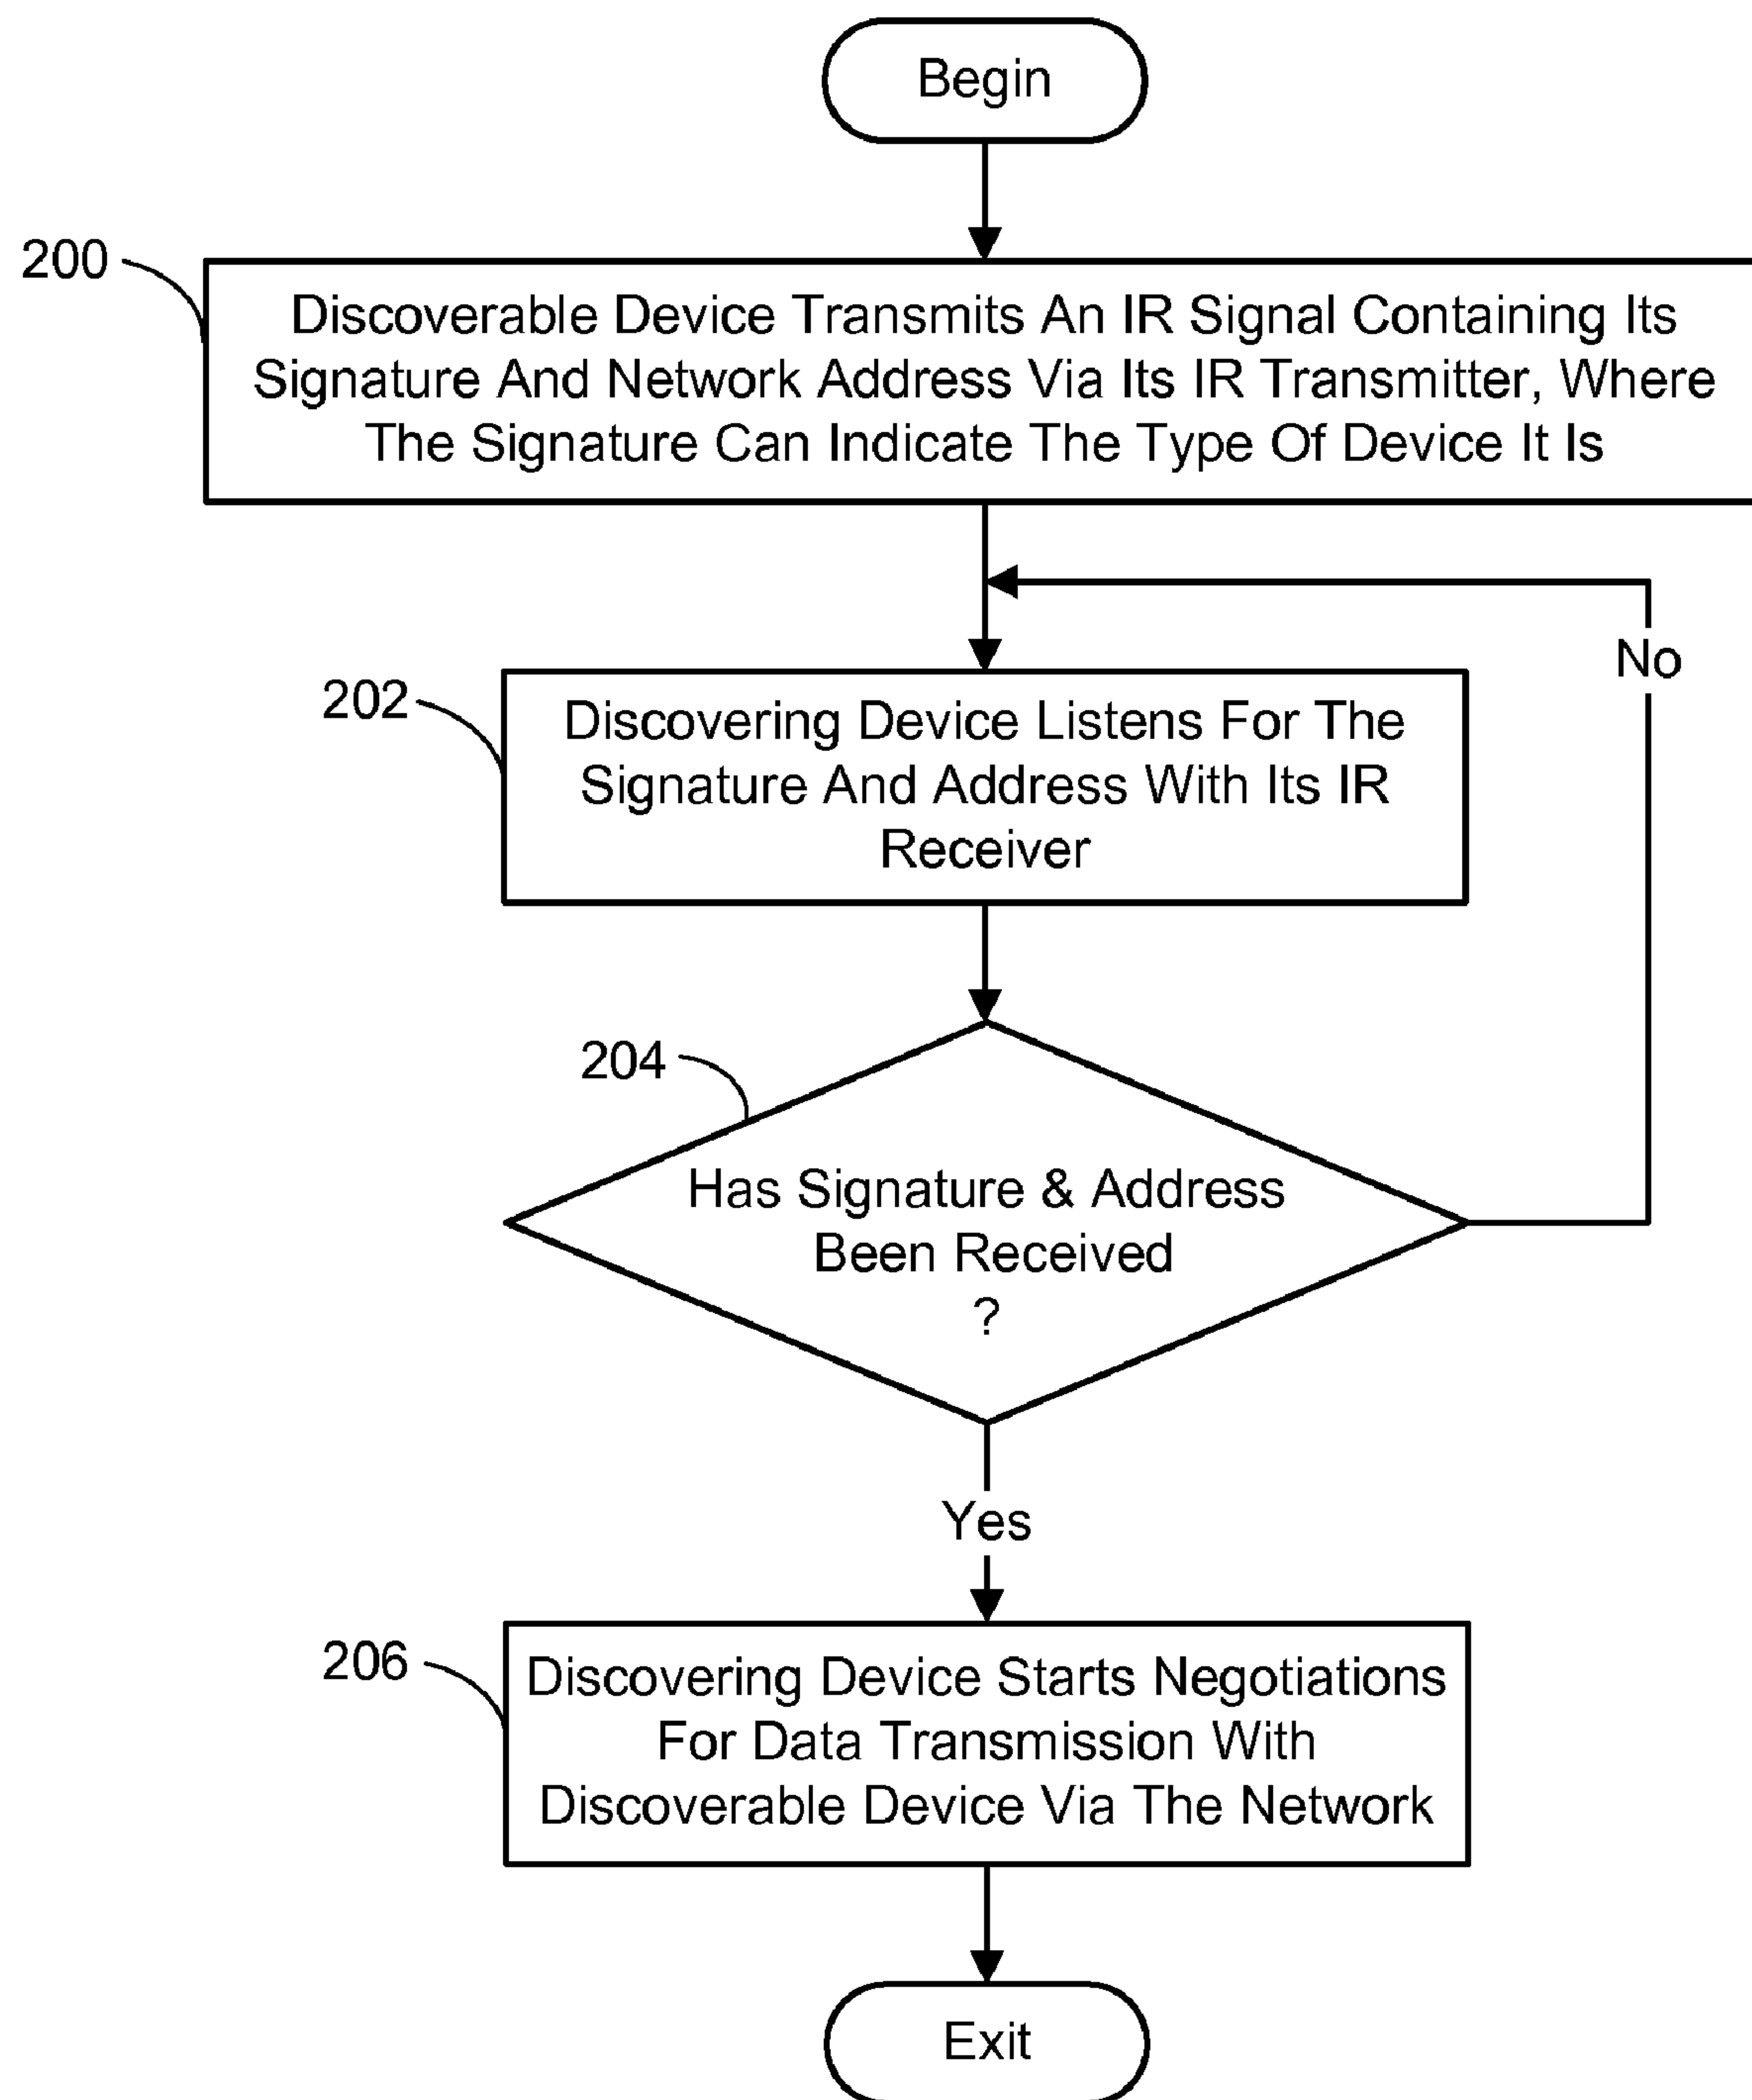 Begin
200
Discoverable Device Transmits An IR Signal Containing Its
Signature And Network Address Via Its IR Transmitter, Where
The Signature Can Indicate The Type Of Device It Is
No
202
Discovering Device Listens For The
Signature And Address With Its IR
Receiver
204
Has Signature & Address
Been Received
?
Yes
206
Discovering Device Starts Negotiations
For Data Transmission With
Discoverable Device Via The Network
Exit